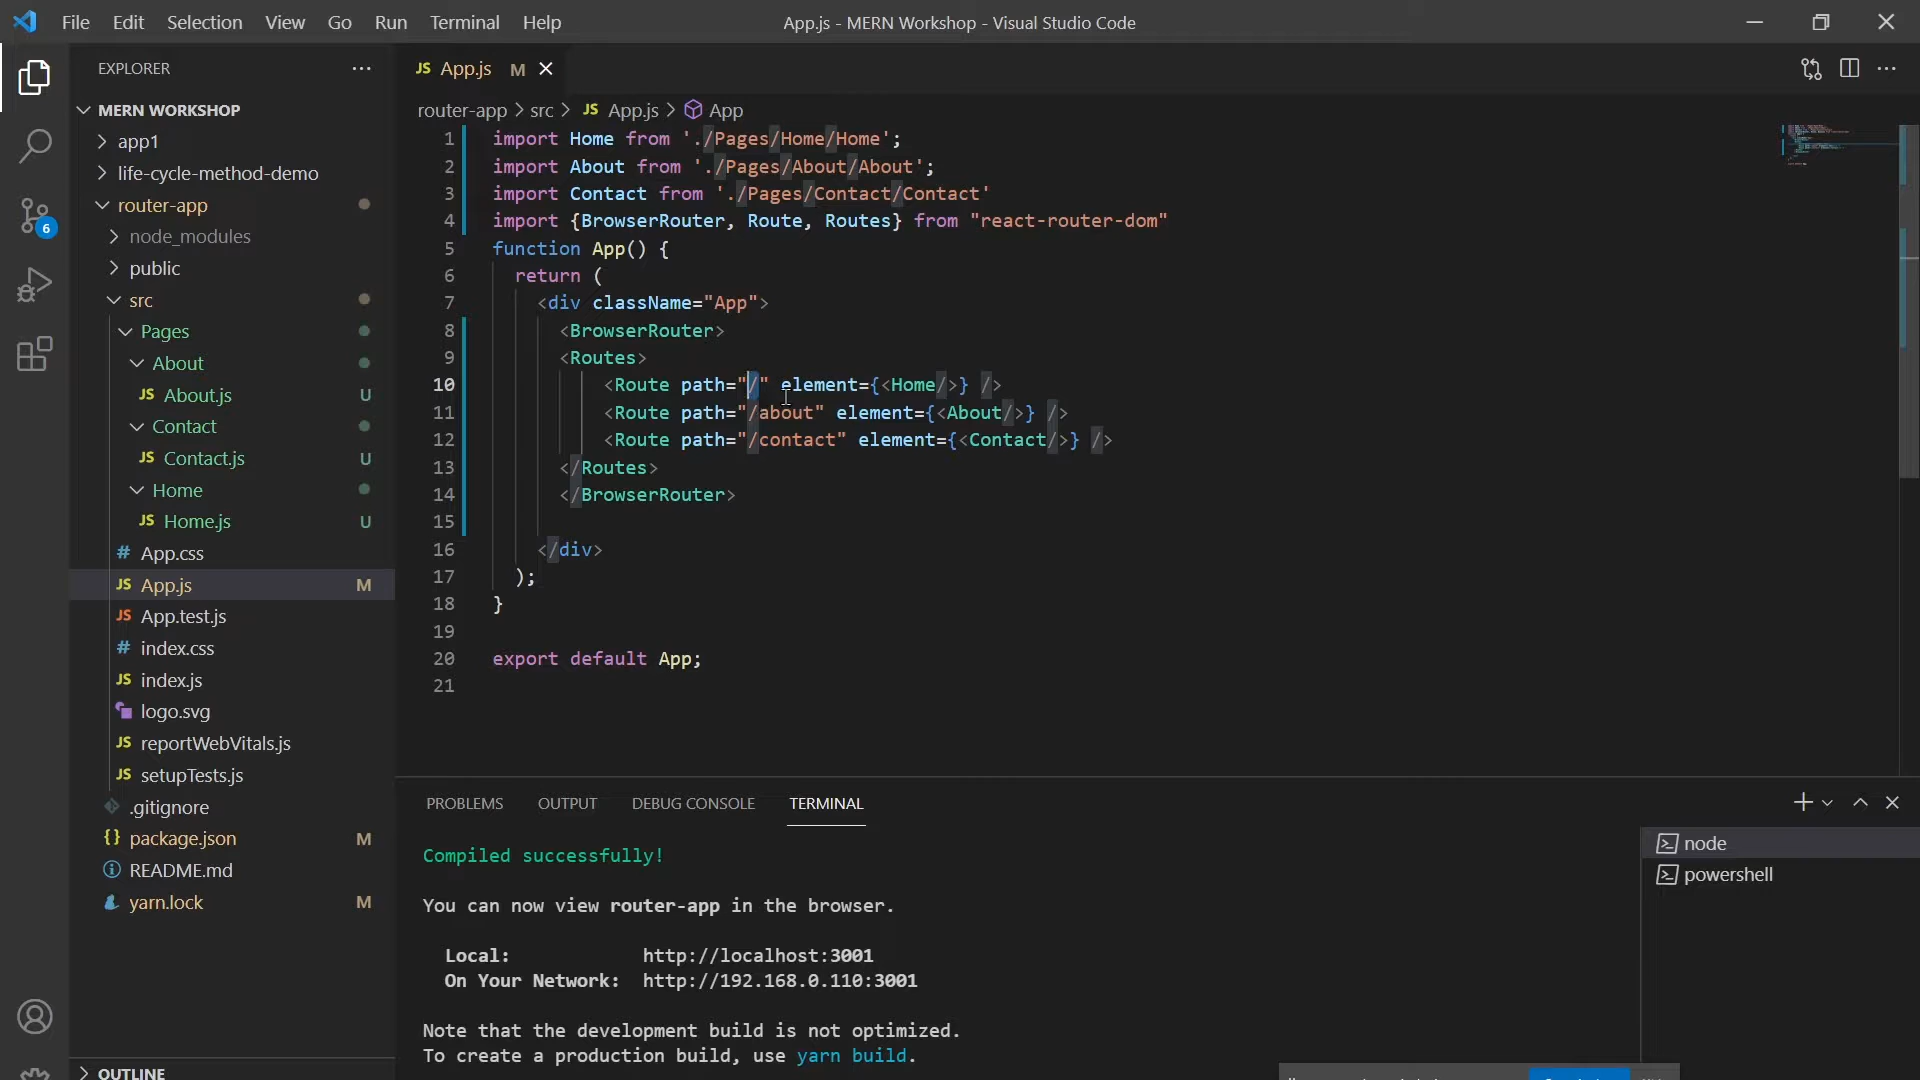 File Edit Selection View Go Run Terminal Help
App.js - MERN Workshop - Visual Studio Code
EXPLORER
MERN WORKSHOP
app1
life-cycle-method-demo
router-app
node_modules
public
src
Pages
About
JS About.js U
Contact
JS Contact.js U
Home
JS Home.js U
# App.css
JS App.js M
JS App.test.js
# index.css
JS index.js
logo.svg
JS reportWebVitals.js
JS setupTests.js
.gitignore
{} package.json M
README.md
yarn.lock M
OUTLINE
6
JS App.js M
router-app > src > JS App.js > App
1 import Home from './Pages/Home/Home';
2 import About from './Pages/About/About';
3 import Contact from './Pages/Contact/Contact'
4 import {BrowserRouter, Route, Routes} from "react-router-dom"
5 function App() {
6 return (
7 <div className="App">
8 <BrowserRouter>
9 <Routes>
10 <Route path="/" element={<Home/>} />
11 <Route path="/about" element={<About/>} />
12 <Route path="/contact" element={<Contact/>} />
13 </Routes>
14 </BrowserRouter>
15
16 </div>
17 );
18 }
19
20 export default App;
21
PROBLEMS OUTPUT DEBUG CONSOLE TERMINAL
Compiled successfully!
You can now view router-app in the browser.
Local: http://localhost:3001
On Your Network: http://192.168.0.110:3001
Note that the development build is not optimized.
To create a production build, use yarn build.
node
powershell